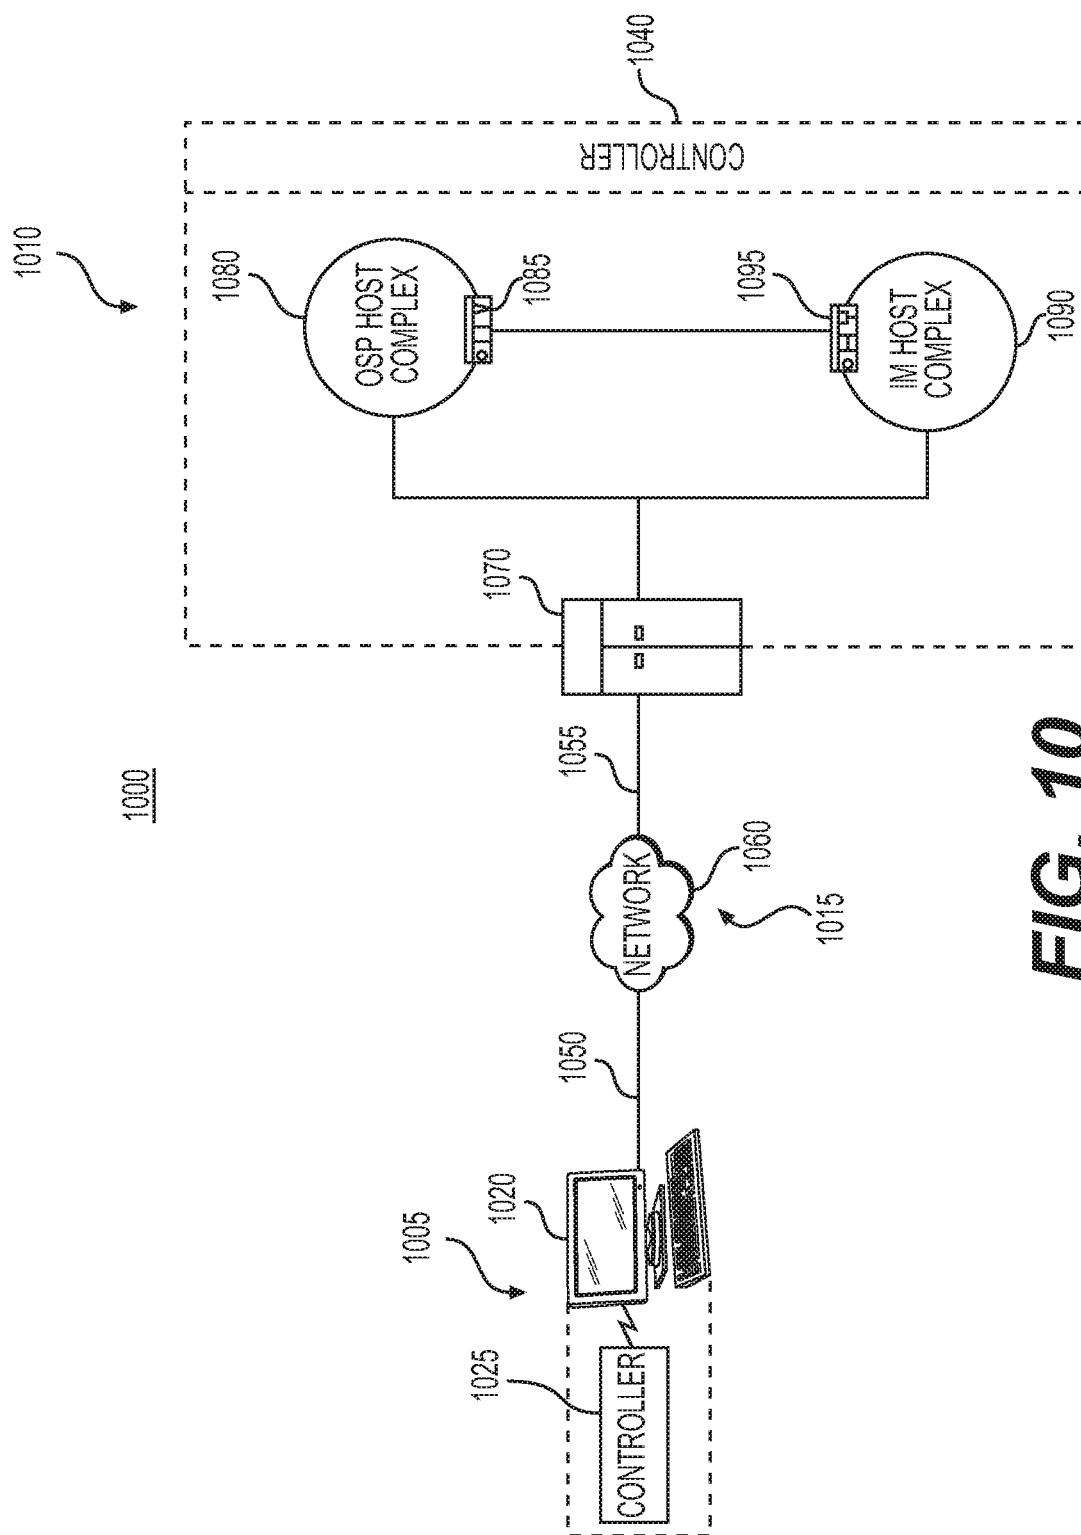 1000
1010
1005
1020
1025
CONTROLLER
1050
NETWORK
1060
1015
1055
1070
1080
OSP HOST
COMPLEX
1085
1095
IM HOST
COMPLEX
1090
CONTROLLER
1040
FIG. 10